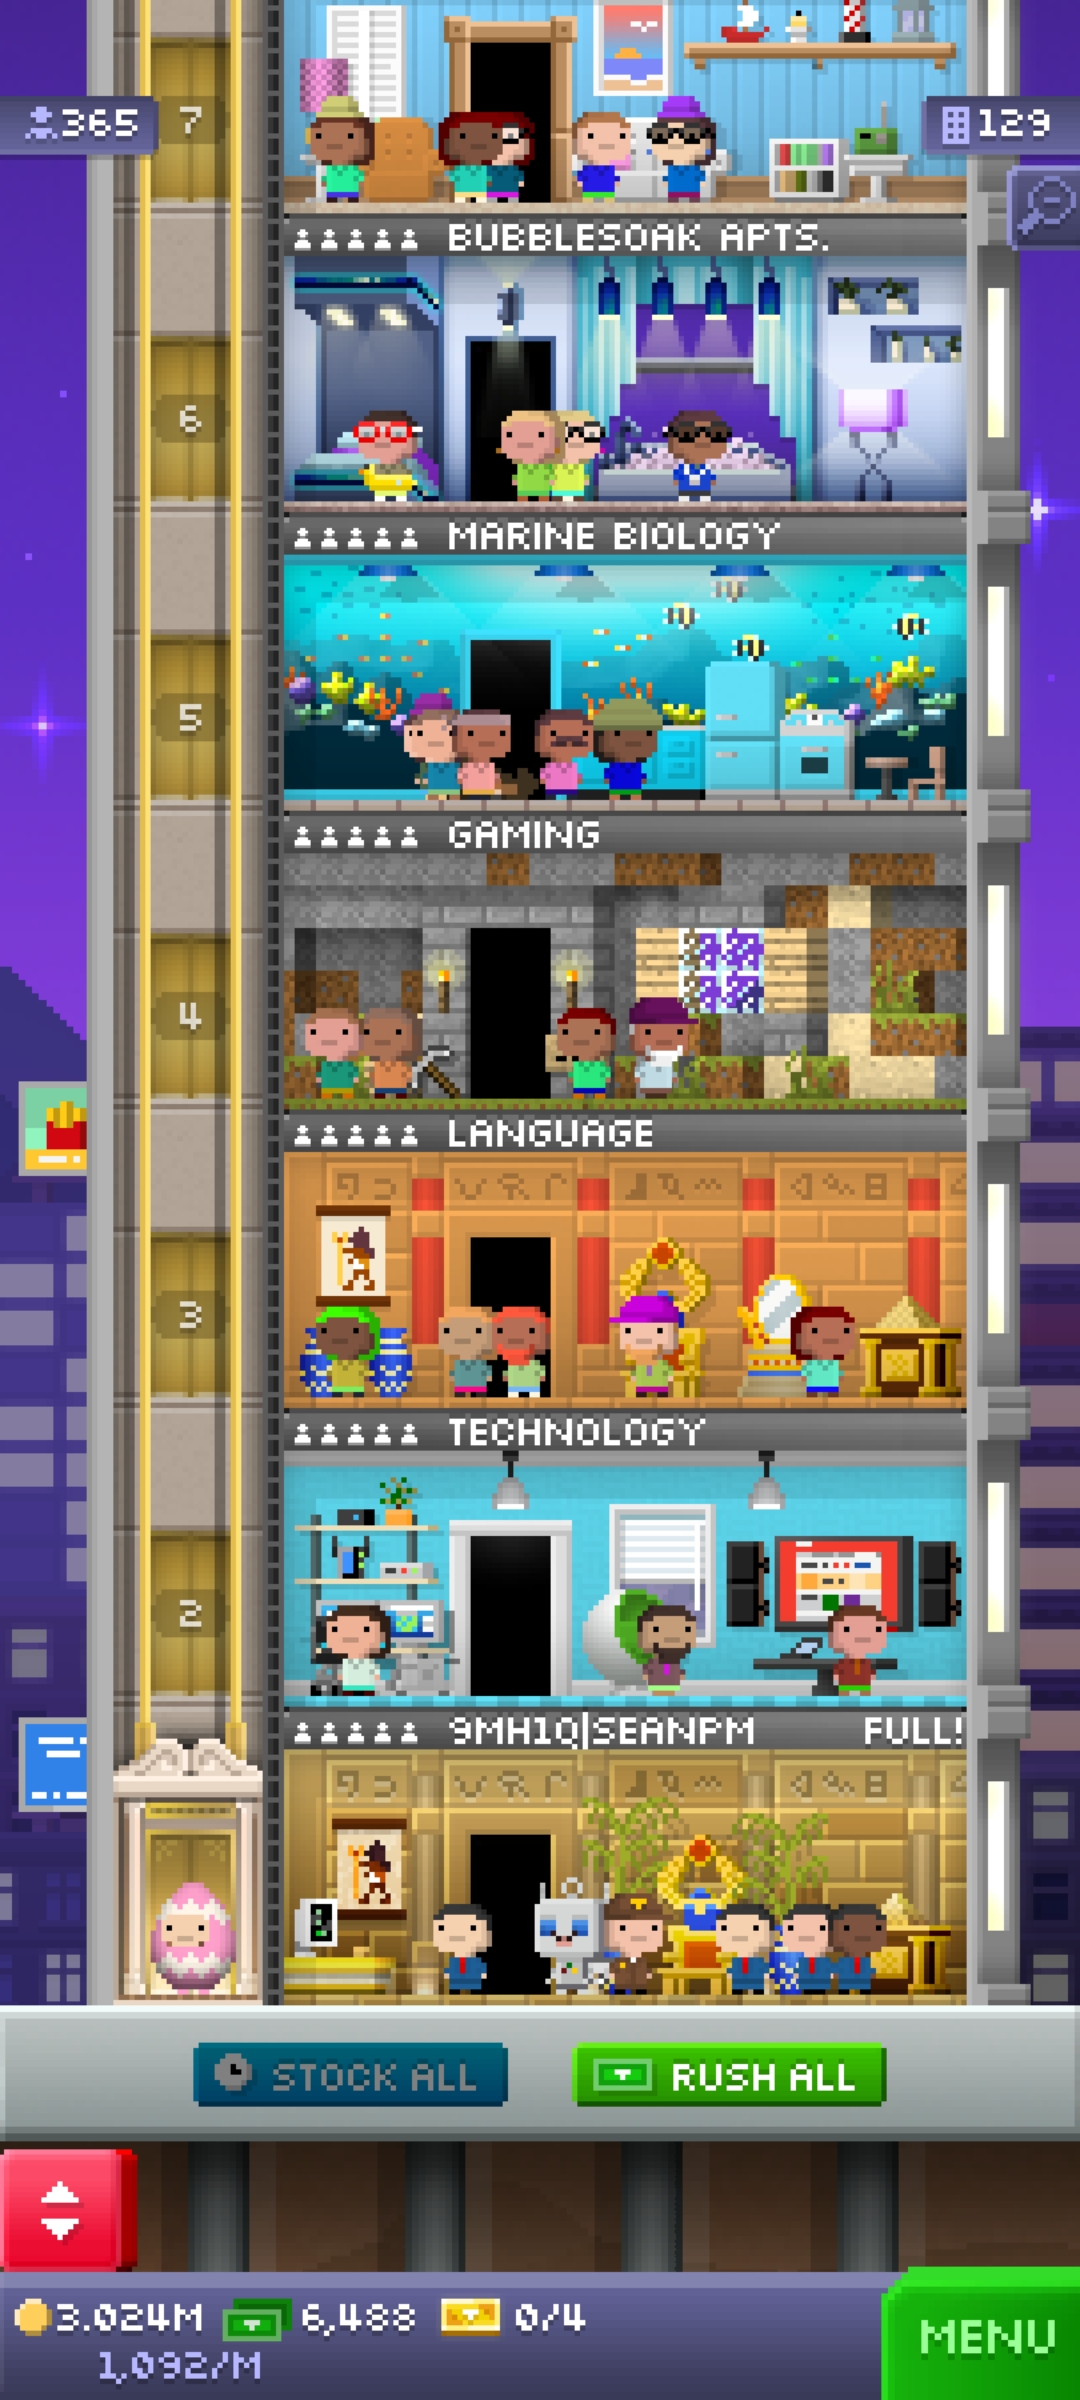 7
365
129
BUBBLESOAK APTS.
6
MARINE BIOLOGY
5
GAMING
4
LANGUAGE
3
TECHNOLOGY
2
9MH1Q|SEANPM FULL!
STOCK ALL
RUSH ALL
3.024M 6,488 0/4
1,092/M
MENU